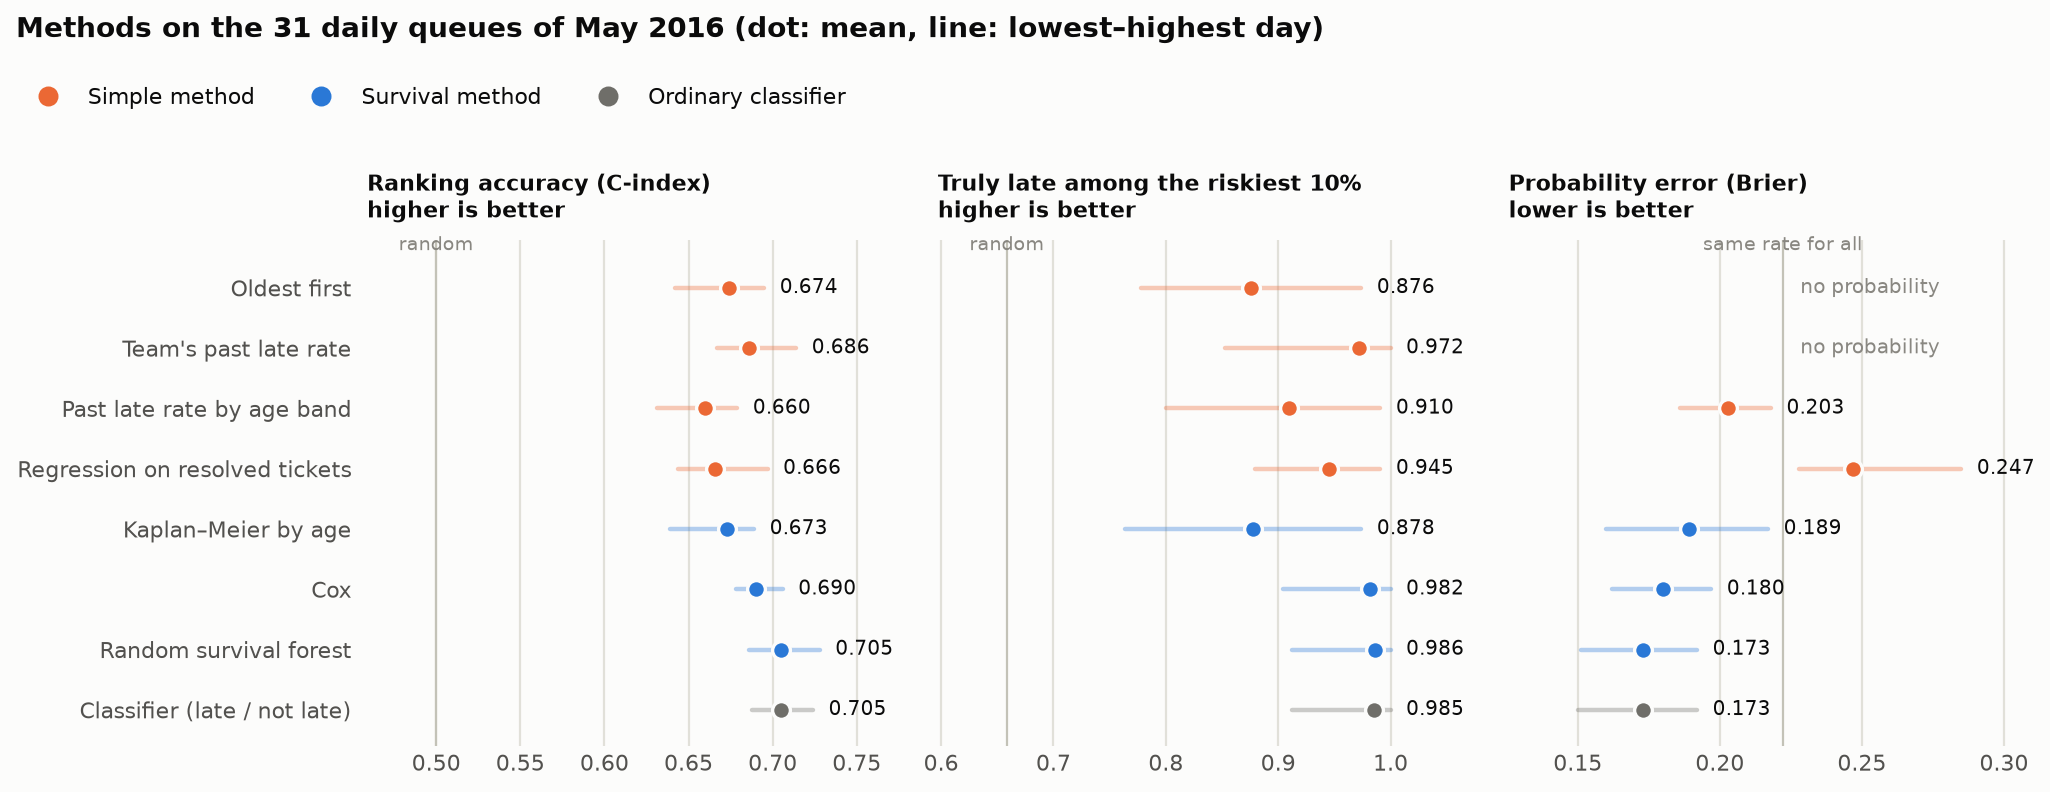 Methods on the 31 daily queues of May 2016 (dot: mean, line: lowest–highest day)
Simple method
Survival method
Ordinary classifier
Ranking accuracy (C-index)
higher is better
Truly late among the riskiest 10%
higher is better
Probability error (Brier)
lower is better
random
random
same rate for all
Oldest first 0.674 0.876 no probability
Team's past late rate 0.686 0.972 no probability
Past late rate by age band 0.660 0.910 0.203
Regression on resolved tickets 0.666 0.945 0.247
Kaplan–Meier by age 0.673 0.878 0.189
Cox 0.690 0.982 0.180
Random survival forest 0.705 0.986 0.173
Classifier (late / not late) 0.705 0.985 0.173
0.50 0.55 0.60 0.65 0.70 0.75
0.6 0.7 0.8 0.9 1.0
0.15 0.20 0.25 0.30